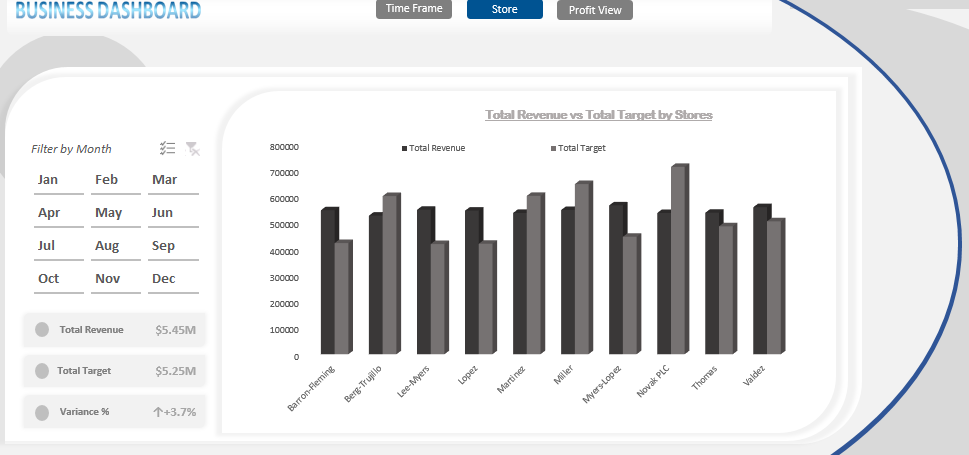 BUSINESS DASHBOARD
Time Frame
Store
Profit View
Total Revenue vs Total Target by Stores
Filter by Month
Jan Feb Mar
Apr May Jun
Jul Aug Sep
Oct Nov Dec
Total Revenue $5.45M
Total Target $5.25M
Variance % ↑+3.7%
Total Revenue Total Target
800000
700000
600000
500000
400000
300000
200000
100000
0
Barron-Fleming
Berg-Trujillo
Lee-Myers
Lopez
Martinez
Miller
Myers-Lopez
Novak PLC
Thomas
Valdez